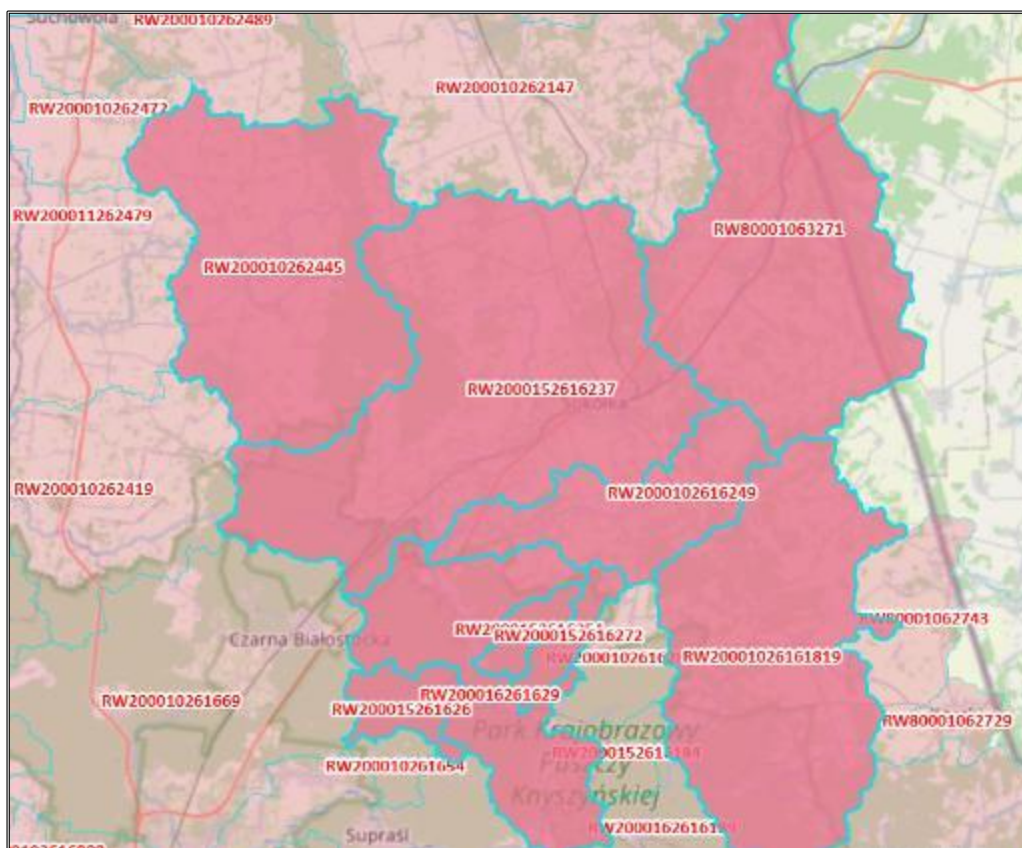 Suchowola
RW200010262489
RW200010262147
RW200010262472
RW200011262479
RW80001063271
RW200010262445
RW2000152616237
RW200010262419
RW2000102616249
RW80001062743
Czarna Białostocka
RW2000152616272
RW20001026161819
RW200010261669
RW200016261629
RW200015261626
RW80001062729
Park Krajobrazowy
Puszczy
Knyszyńskiej
RW200010261654
Supraśl